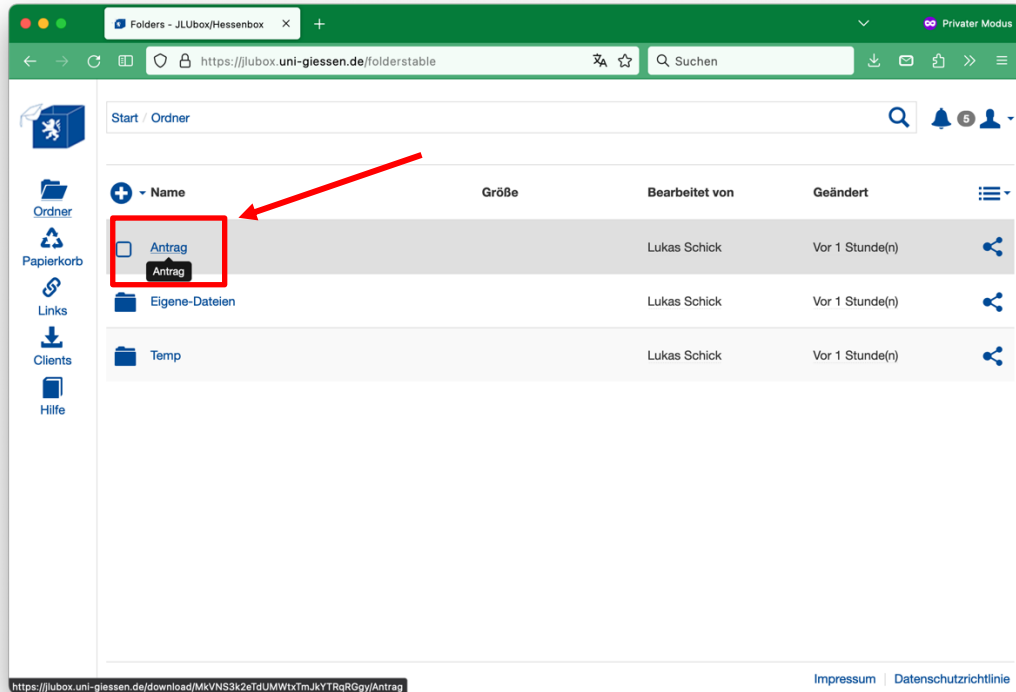 Folders - JLUbox/Hessenbox
Privater Modus
https://jlubox.uni-giessen.de/folderstable
Suchen
Start / Ordner
5
Ordner
Papierkorb
Links
Clients
Hilfe
Name Größe Bearbeitet von Geändert
Antrag Lukas Schick Vor 1 Stunde(n)
Antrag
Eigene-Dateien Lukas Schick Vor 1 Stunde(n)
Temp Lukas Schick Vor 1 Stunde(n)
Impressum Datenschutzrichtlinie
https://jlubox.uni-giessen.de/download/MkVNS3k2eTdUMWtxTmJkYTRqRGgy/Antrag